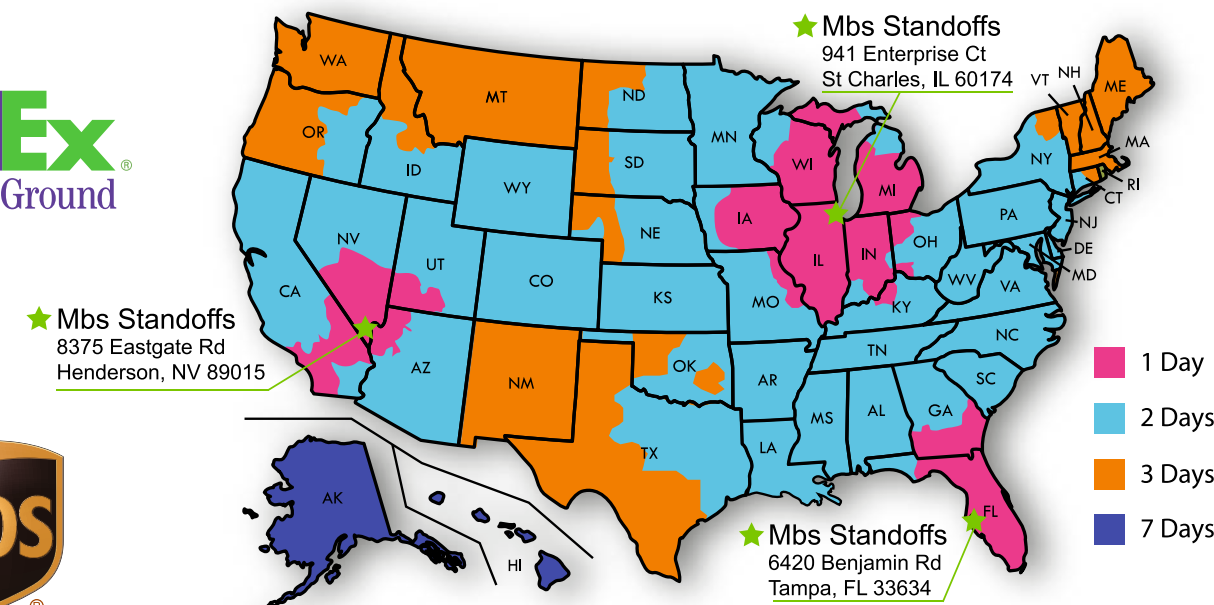 Mbs Standoffs
941 Enterprise Ct
St Charles, IL 60174
Ex ®
Ground
WA
OR
MT
ID
ND
SD
MN
WI
MI
VT
NH
ME
MA
NY
RI
CT
WY
NV
UT
CA
CO
NE
IA
IL
IN
OH
PA
NJ
DE
MD
WV
VA
KS
MO
KY
NC
TN
SC
AZ
NM
OK
AR
MS
AL
GA
TX
LA
FL
AK
HI
Mbs Standoffs
8375 Eastgate Rd
Henderson, NV 89015
Mbs Standoffs
6420 Benjamin Rd
Tampa, FL 33634
1 Day
2 Days
3 Days
7 Days
ps
®